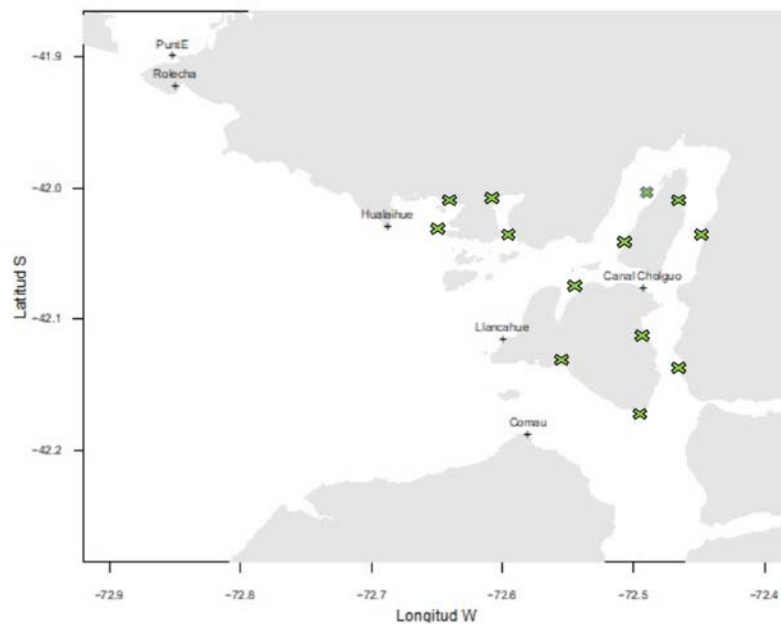 PuntE
−41.9
Rolecha
−42.0
Hualaihue
Canal Cholguo
−42.1
Llancahue
Comau
−42.2
Latitud S
−72.9
−72.8
−72.7
−72.6
−72.5
−72.4
Longitud W